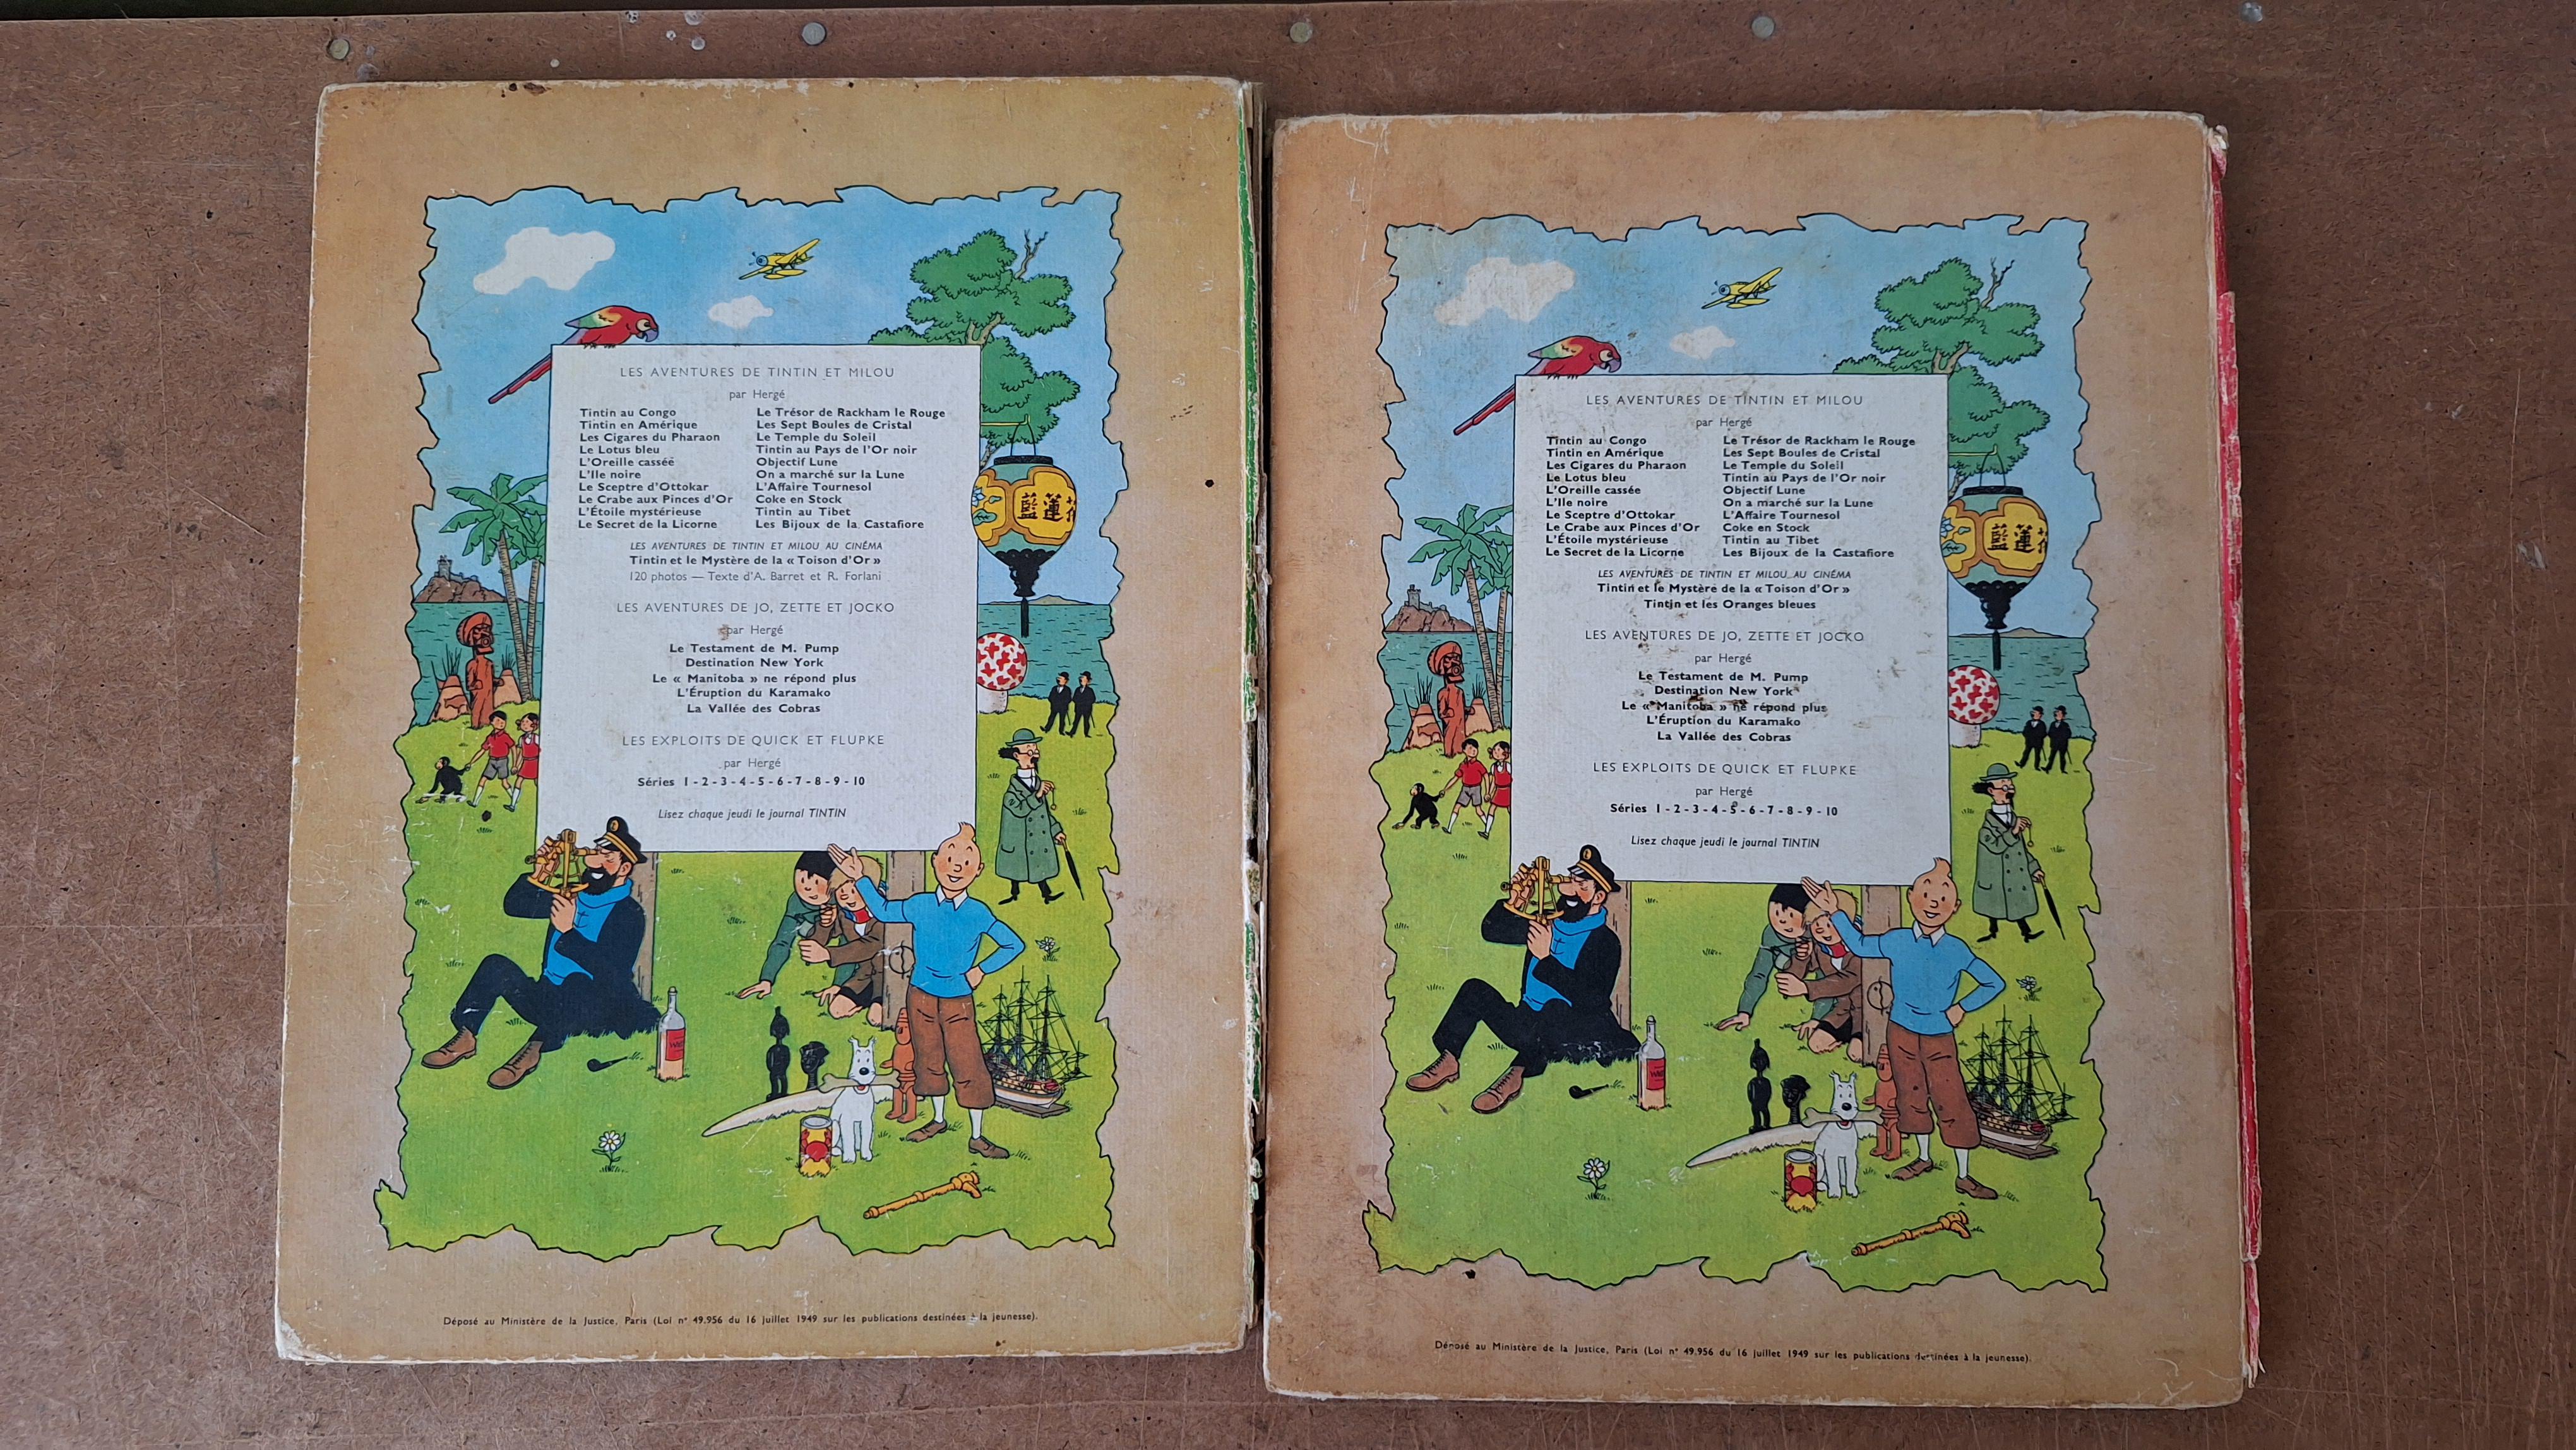 LES AVENTURES DE TINTIN ET MILOU
par Hergé
Tintin au Congo
Tintin en Amérique
Les Cigares du Pharaon
Le Lotus bleu
L'Oreille cassée
L'Ile noire
Le Sceptre d'Ottokar
Le Crabe aux Pinces d'Or
L'Étoile mystérieuse
Le Secret de la Licorne
Le Trésor de Rackham le Rouge
Les Sept Boules de Cristal
Le Temple du Soleil
Tintin au Pays de l'Or noir
Objectif Lune
On a marché sur la Lune
L'Affaire Tournesol
Coke en Stock
Tintin au Tibet
Les Bijoux de la Castafiore
LES AVENTURES DE TINTIN ET MILOU AU CINÉMA
Tintin et le Mystère de la « Toison d'Or »
120 photos — Texte d'A. Barret et R. Forlani
LES AVENTURES DE JO, ZETTE ET JOCKO
par Hergé
Le Testament de M. Pump
Destination New York
Le « Manitoba » ne répond plus
L'Éruption du Karamako
La Vallée des Cobras
LES EXPLOITS DE QUICK ET FLUPKE
par Hergé
Séries 1 - 2 - 3 - 4 - 5 - 6 - 7 - 8 - 9 - 10
Lisez chaque jeudi le journal TINTIN
藍蓮
Déposé au Ministère de la Justice, Paris (Loi n° 49.956 du 16 juillet 1949 sur les publications destinées à la jeunesse).
LES AVENTURES DE TINTIN ET MILOU
par Hergé
Tintin au Congo
Tintin en Amérique
Les Cigares du Pharaon
Le Lotus bleu
L'Oreille cassée
L'Ile noire
Le Sceptre d'Ottokar
Le Crabe aux Pinces d'Or
L'Étoile mystérieuse
Le Secret de la Licorne
Le Trésor de Rackham le Rouge
Les Sept Boules de Cristal
Le Temple du Soleil
Tintin au Pays de l'Or noir
Objectif Lune
On a marché sur la Lune
L'Affaire Tournesol
Coke en Stock
Tintin au Tibet
Les Bijoux de la Castafiore
LES AVENTURES DE TINTIN ET MILOU AU CINÉMA
Tintin et le Mystère de la « Toison d'Or »
Tintin et les Oranges bleues
LES AVENTURES DE JO, ZETTE ET JOCKO
par Hergé
Le Testament de M. Pump
Destination New York
Le « Manitoba » ne répond plus
L'Éruption du Karamako
La Vallée des Cobras
LES EXPLOITS DE QUICK ET FLUPKE
par Hergé
Séries 1 - 2 - 3 - 4 - 5 - 6 - 7 - 8 - 9 - 10
Lisez chaque jeudi le journal TINTIN
藍蓮
Déposé au Ministère de la Justice, Paris (Loi n° 49.956 du 16 juillet 1949 sur les publications destinées à la jeunesse).